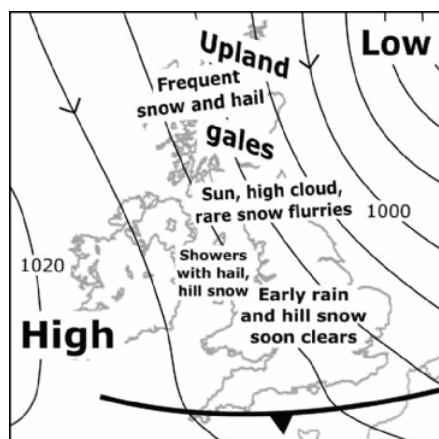 Low
Upland
gales
Frequent
snow and hail
Sun, high cloud,
rare snow flurries
1000
1020
Showers
with hail,
hill snow
Early rain
and hill snow
soon clears
High